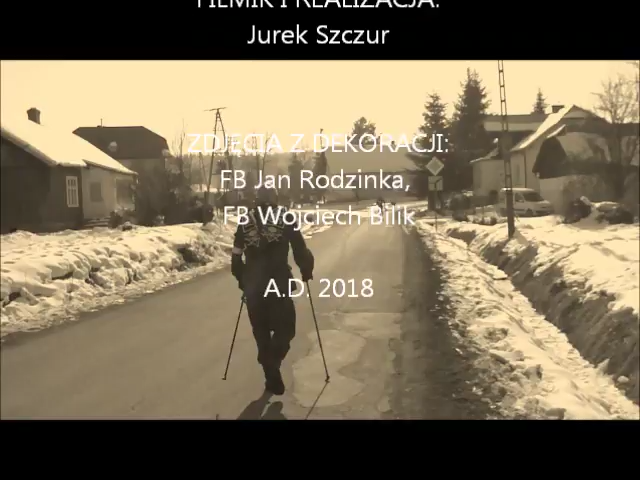 FILMIK I REALIZACJA:
Jurek Szczur
ZDJĘCIA Z DEKORACJI:
FB Jan Rodzinka,
FB Wojciech Bilik
A.D. 2018